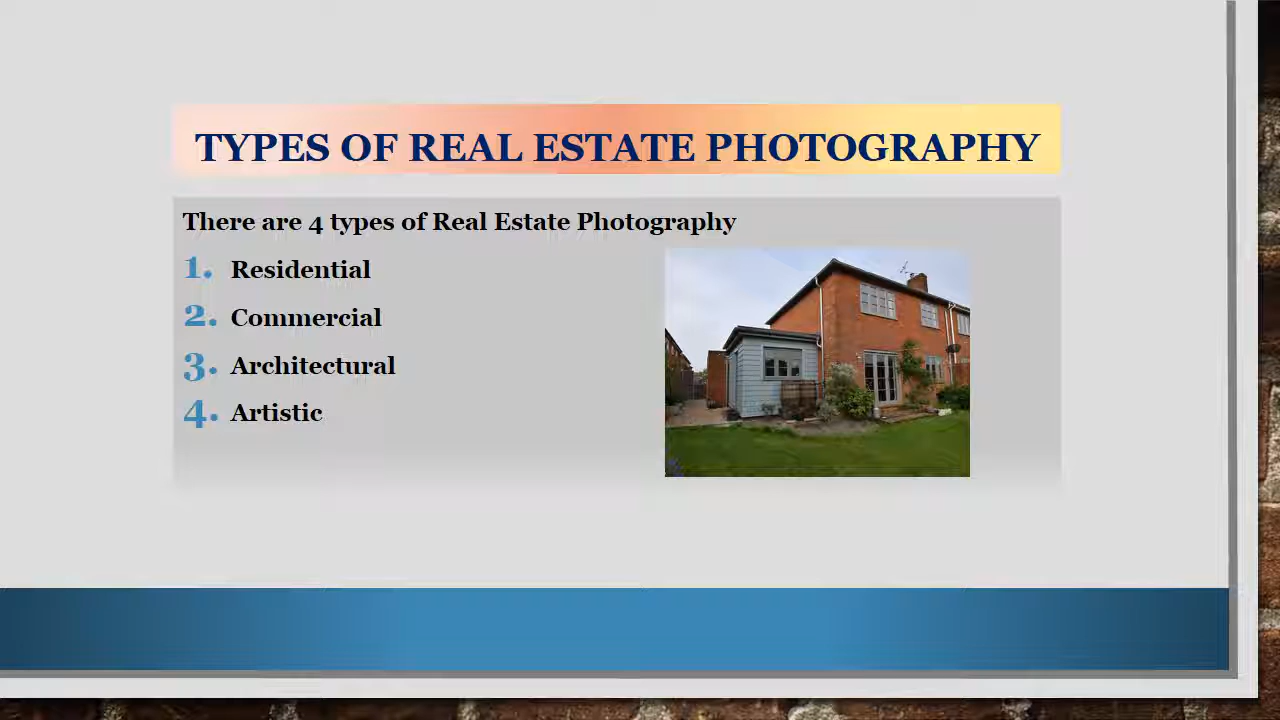 TYPES OF REAL ESTATE PHOTOGRAPHY
There are 4 types of Real Estate Photography
1. Residential
2. Commercial
3. Architectural
4. Artistic